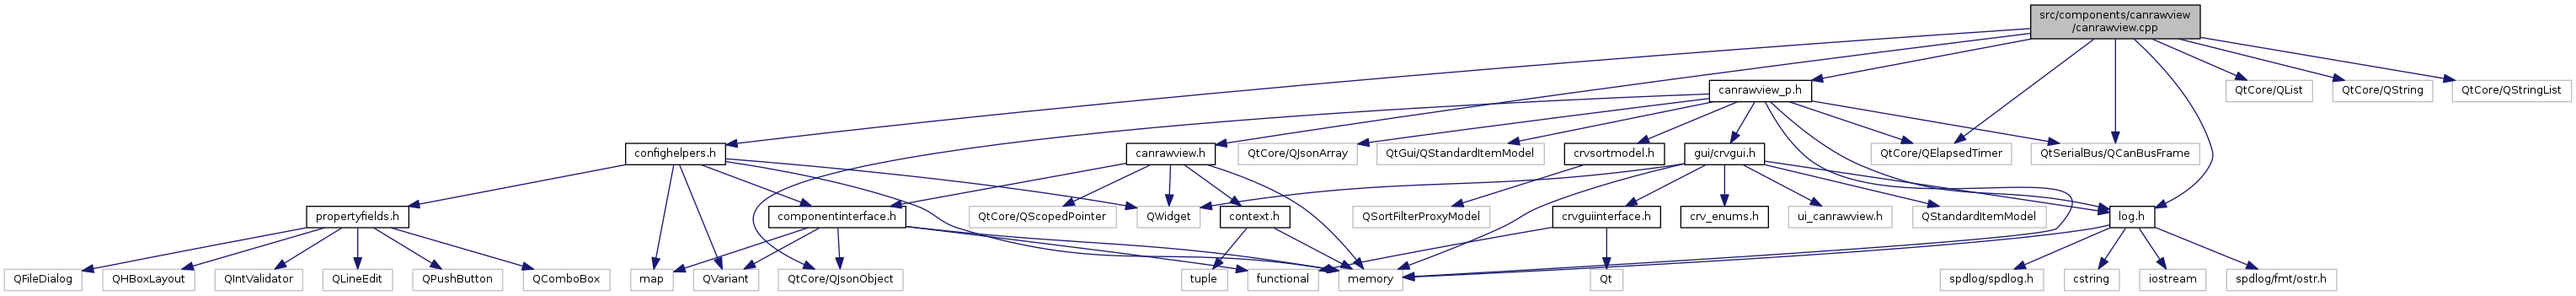 src/components/canrawview
/canrawview.cpp
canrawview_p.h
QtCore/QList
QtCore/QString
QtCore/QStringList
confighelpers.h
canrawview.h
QtCore/QJsonArray
QtGui/QStandardItemModel
crvsortmodel.h
gui/crvgui.h
QtCore/QElapsedTimer
QtSerialBus/QCanBusFrame
propertyfields.h
componentinterface.h
QtCore/QScopedPointer
QWidget
context.h
QSortFilterProxyModel
crvguiinterface.h
crv_enums.h
ui_canrawview.h
QStandardItemModel
log.h
QFileDialog
QHBoxLayout
QIntValidator
QLineEdit
QPushButton
QComboBox
map
QVariant
QtCore/QJsonObject
tuple
functional
memory
Qt
spdlog/spdlog.h
cstring
iostream
spdlog/fmt/ostr.h